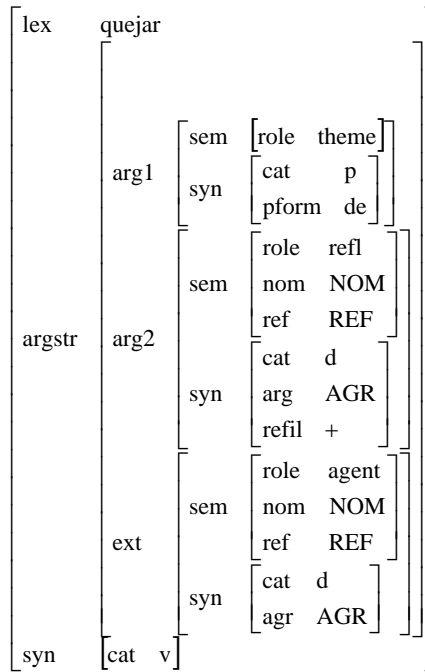 lex quejar
sem role theme
arg1
cat p
syn
pform de
role refl
sem nom NOM
ref REF
argstr arg2
cat d
syn arg AGR
refil +
role agent
sem nom NOM
ref REF
ext
cat d
syn
agr AGR
syn [cat v]